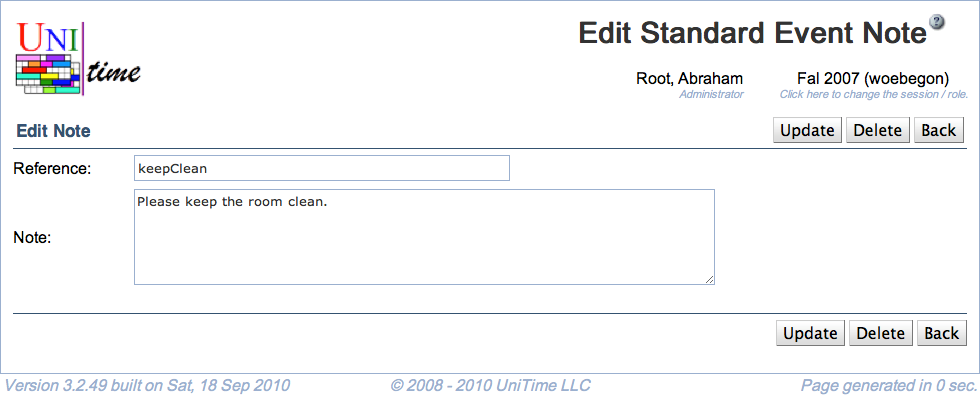 UNI
time
Edit Standard Event Note
?
Root, Abraham
Administrator
Fal 2007 (woebegon)
Click here to change the session / role.
Edit Note
Update Delete Back
Reference: keepClean
Note: Please keep the room clean.
Update Delete Back
Version 3.2.49 built on Sat, 18 Sep 2010
© 2008 - 2010 UniTime LLC
Page generated in 0 sec.